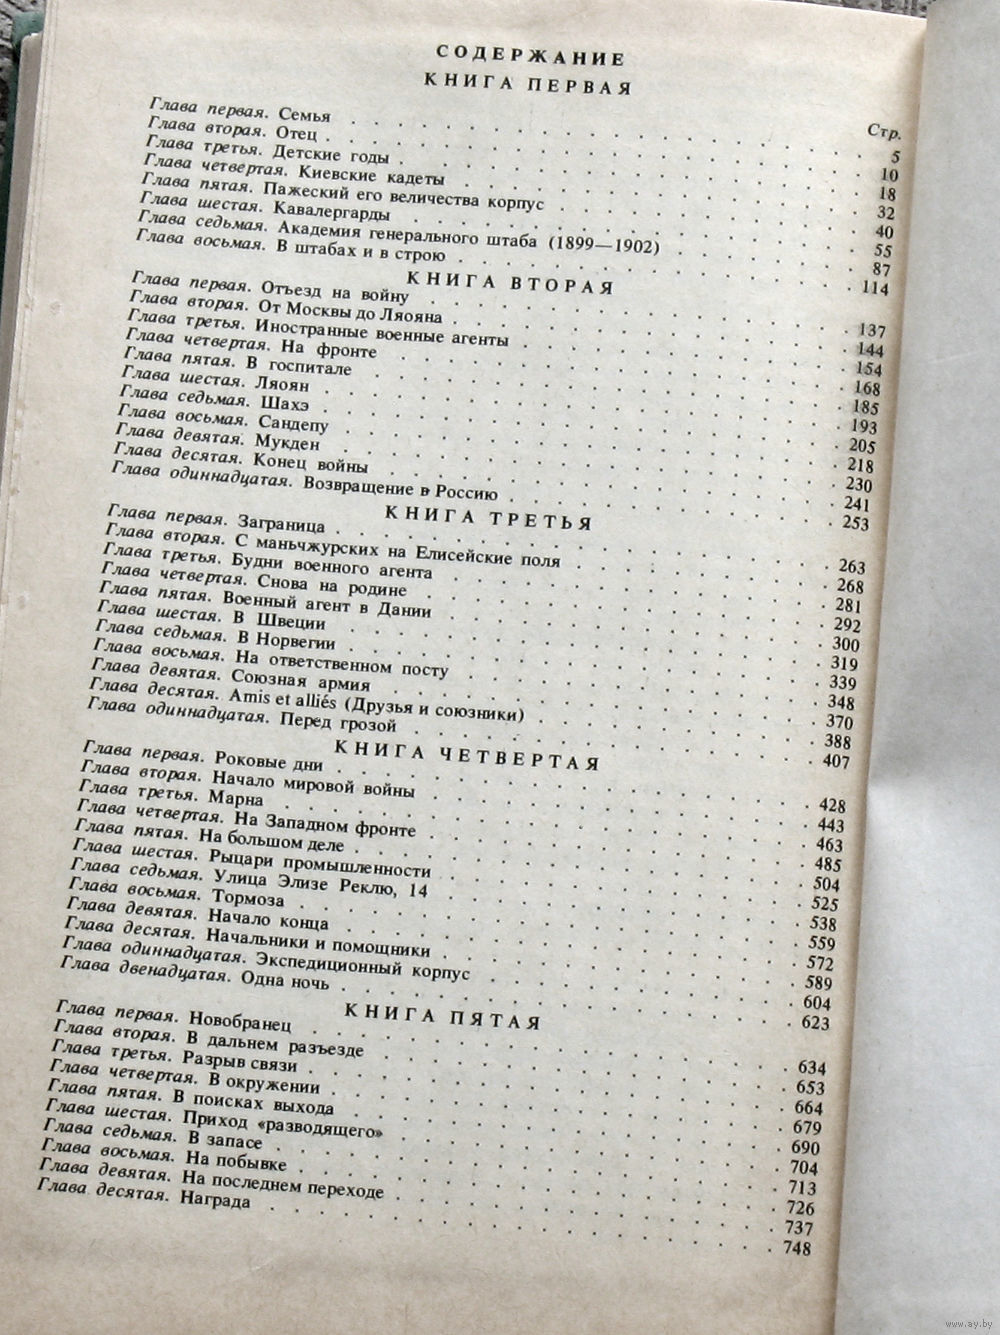 СОДЕРЖАНИЕ
КНИГА ПЕРВАЯ
Стр.
Глава первая. Семья . . . 5
Глава вторая. Отец . . . 10
Глава третья. Детские годы . . . 18
Глава четвертая. Киевские кадеты . . . 32
Глава пятая. Пажеский его величества корпус . . . 40
Глава шестая. Кавалергарды . . . 55
Глава седьмая. Академия генерального штаба (1899—1902) . . . 87
Глава восьмая. В штабах и в строю . . . 114
КНИГА ВТОРАЯ
Глава первая. Отъезд на войну . . . 137
Глава вторая. От Москвы до Ляояна . . . 144
Глава третья. Иностранные военные агенты . . . 154
Глава четвертая. На фронте . . . 168
Глава пятая. В госпитале . . . 185
Глава шестая. Ляоян . . . 193
Глава седьмая. Шахэ . . . 205
Глава восьмая. Сандепу . . . 218
Глава девятая. Мукден . . . 230
Глава десятая. Конец войны . . . 241
Глава одиннадцатая. Возвращение в Россию . . . 253
КНИГА ТРЕТЬЯ
Глава первая. Заграница . . . 263
Глава вторая. С маньчжурских на Елисейские поля . . . 268
Глава третья. Будни военного агента . . . 281
Глава четвертая. Снова на родине . . . 292
Глава пятая. Военный агент в Дании . . . 300
Глава шестая. В Швеции . . . 319
Глава седьмая. В Норвегии . . . 339
Глава восьмая. На ответственном посту . . . 348
Глава девятая. Союзная армия . . . 370
Глава десятая. Amis et alliés (Друзья и союзники) . . . 388
Глава одиннадцатая. Перед грозой . . . 407
КНИГА ЧЕТВЕРТАЯ
Глава первая. Роковые дни . . . 428
Глава вторая. Начало мировой войны . . . 443
Глава третья. Марна . . . 463
Глава четвертая. На Западном фронте . . . 485
Глава пятая. На большом деле . . . 504
Глава шестая. Рыцари промышленности . . . 525
Глава седьмая. Улица Элизе Реклю, 14 . . . 538
Глава восьмая. Тормоза . . . 559
Глава девятая. Начало конца . . . 572
Глава десятая. Начальники и помощники . . . 589
Глава одиннадцатая. Экспедиционный корпус . . . 604
Глава двенадцатая. Одна ночь . . . 623
КНИГА ПЯТАЯ
Глава первая. Новобранец . . . 634
Глава вторая. В дальнем разъезде . . . 653
Глава третья. Разрыв связи . . . 664
Глава четвертая. В окружении . . . 679
Глава пятая. В поисках выхода . . . 690
Глава шестая. Приход «разводящего» . . . 704
Глава седьмая. В запасе . . . 713
Глава восьмая. На побывке . . . 726
Глава девятая. На последнем переходе . . . 737
Глава десятая. Награда . . . 748
www.ay.by